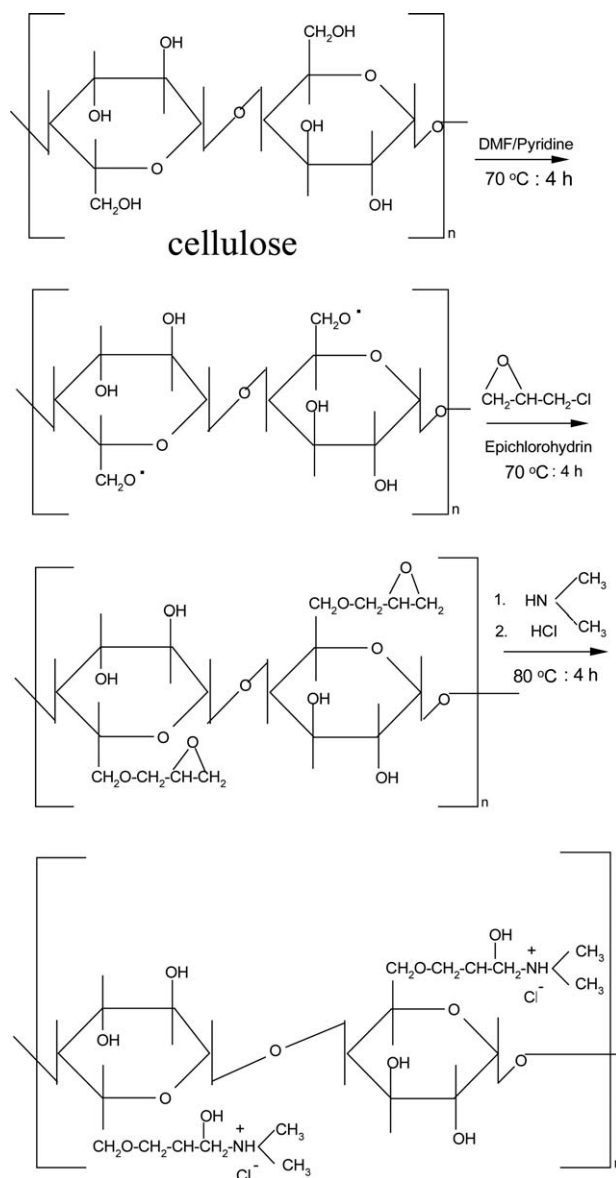 OH
CH₂OH
O
OH
O
OH
O
O
DMF/Pyridine
CH₂OH
OH
70 °C : 4 h
n
cellulose
CH₂O•
OH
O
O
OH
O
OH
O
CH₂-CH-CH₂-Cl
O
Epichlorohydrin
CH₂O•
OH
70 °C : 4 h
n
O
CH₃
CH₂O-CH₂-CH-CH₂
1. HN
OH
CH₃
2. HCl
O
OH
O
OH
80 °C : 4 h
O
O
O
OH
CH₂O-CH₂-CH-CH₂
n
OH
CH₃
+
CH₂O-CH₂-CH-CH₂-NH
OH
Cl⁻
CH₃
O
OH
O
O
OH
O
OH
OH
CH₃
+
CH₂O-CH₂-CH-CH₂-NH
Cl⁻
CH₃